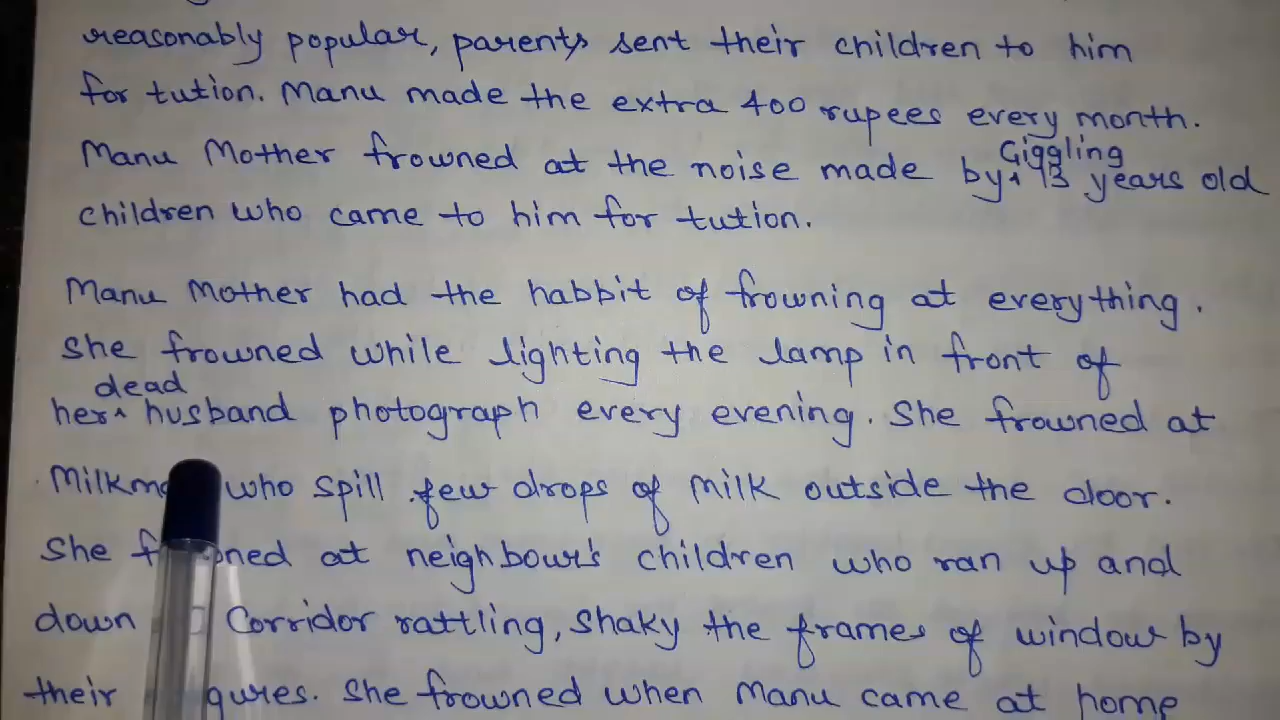 reasonably popular, parents sent their children to him
for tution. Manu made the extra 400 rupees every month.
Manu Mother frowned at the noise made by ^ Giggling 13 years old
children who came to him for tution.
Manu Mother had the habbit of frowning at everything.
She frowned while lighting the lamp in front of
her ^ dead husband photograph every evening. She frowned at
who spill few drops of milk outside the door.
She at neighbour's children who ran up and
down Corridor rattling, shaky the frames of window by
their She frowned when Manu came at home